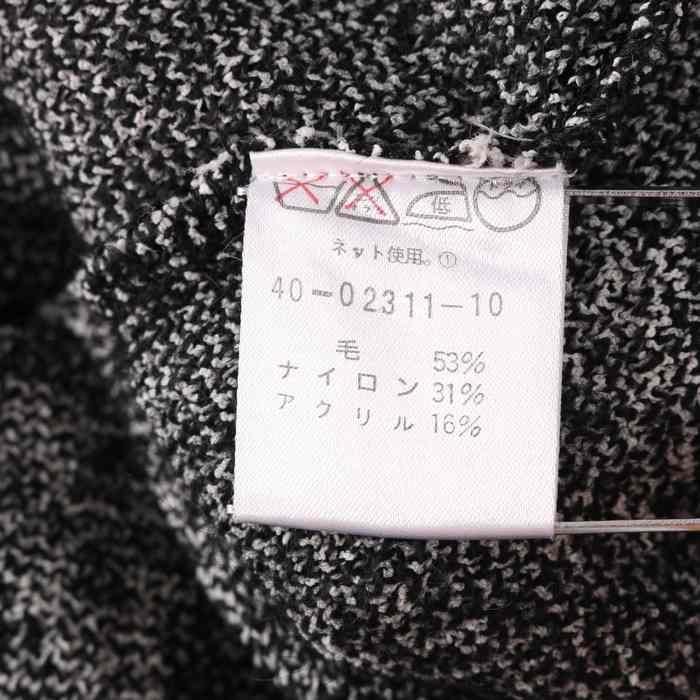 低
ネット使用。①
40-02311-10
毛 53%
ナイロン 31%
アクリル 16%